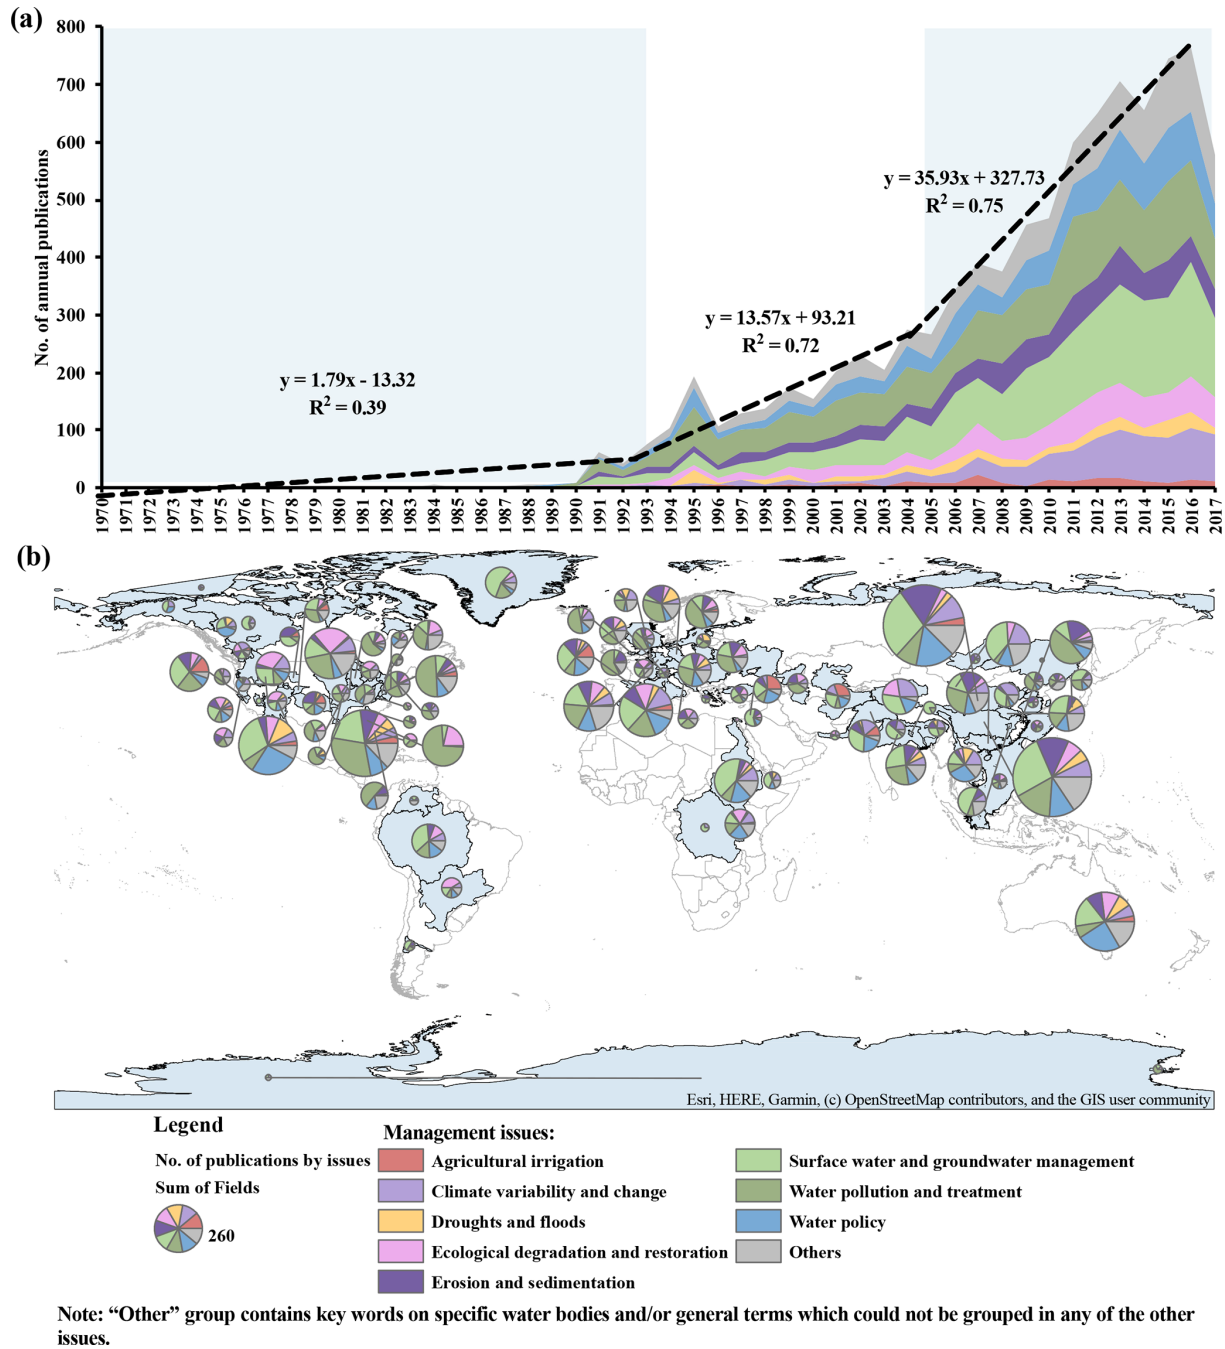 (a)
800
700
600
500
400
300
200
100
0
No. of annual publications
y = 1.79x - 13.32
R² = 0.39
y = 13.57x + 93.21
R² = 0.72
y = 35.93x + 327.73
R² = 0.75
1970
1971
1972
1973
1974
1975
1976
1977
1978
1979
1980
1981
1982
1983
1984
1985
1986
1987
1988
1989
1990
1991
1992
1993
1994
1995
1996
1997
1998
1999
2000
2001
2002
2003
2004
2005
2006
2007
2008
2009
2010
2011
2012
2013
2014
2015
2016
2017
(b)
Esri, HERE, Garmin, (c) OpenStreetMap contributors, and the GIS user community
Legend
No. of publications by issues
Sum of Fields
260
Management issues:
Agricultural irrigation
Climate variability and change
Droughts and floods
Ecological degradation and restoration
Erosion and sedimentation
Surface water and groundwater management
Water pollution and treatment
Water policy
Others
Note: “Other” group contains key words on specific water bodies and/or general terms which could not be grouped in any of the other
issues.